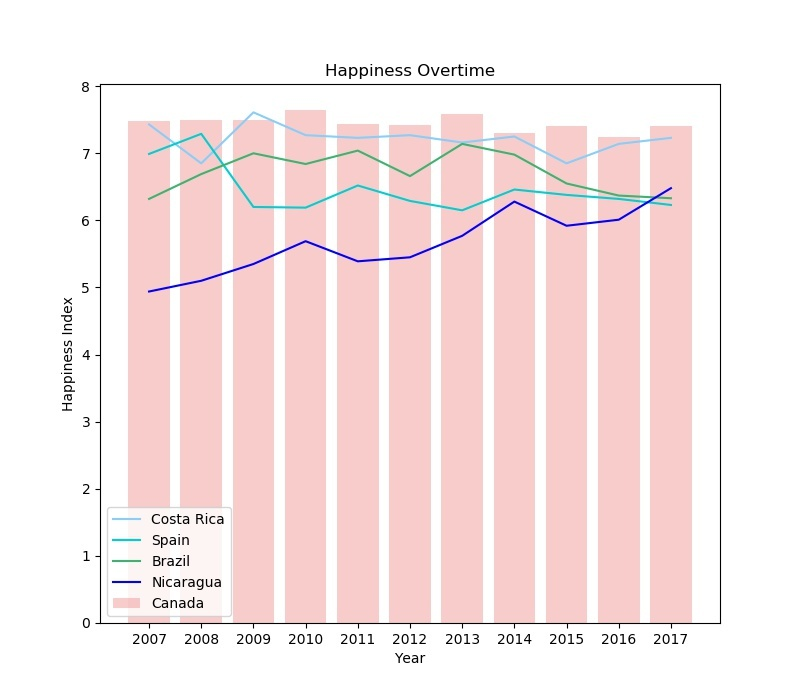 Happiness Overtime
Happiness Index
8
7
6
5
4
3
2
1
0
Costa Rica
Spain
Brazil
Nicaragua
Canada
2007 2008 2009 2010 2011 2012 2013 2014 2015 2016 2017
Year